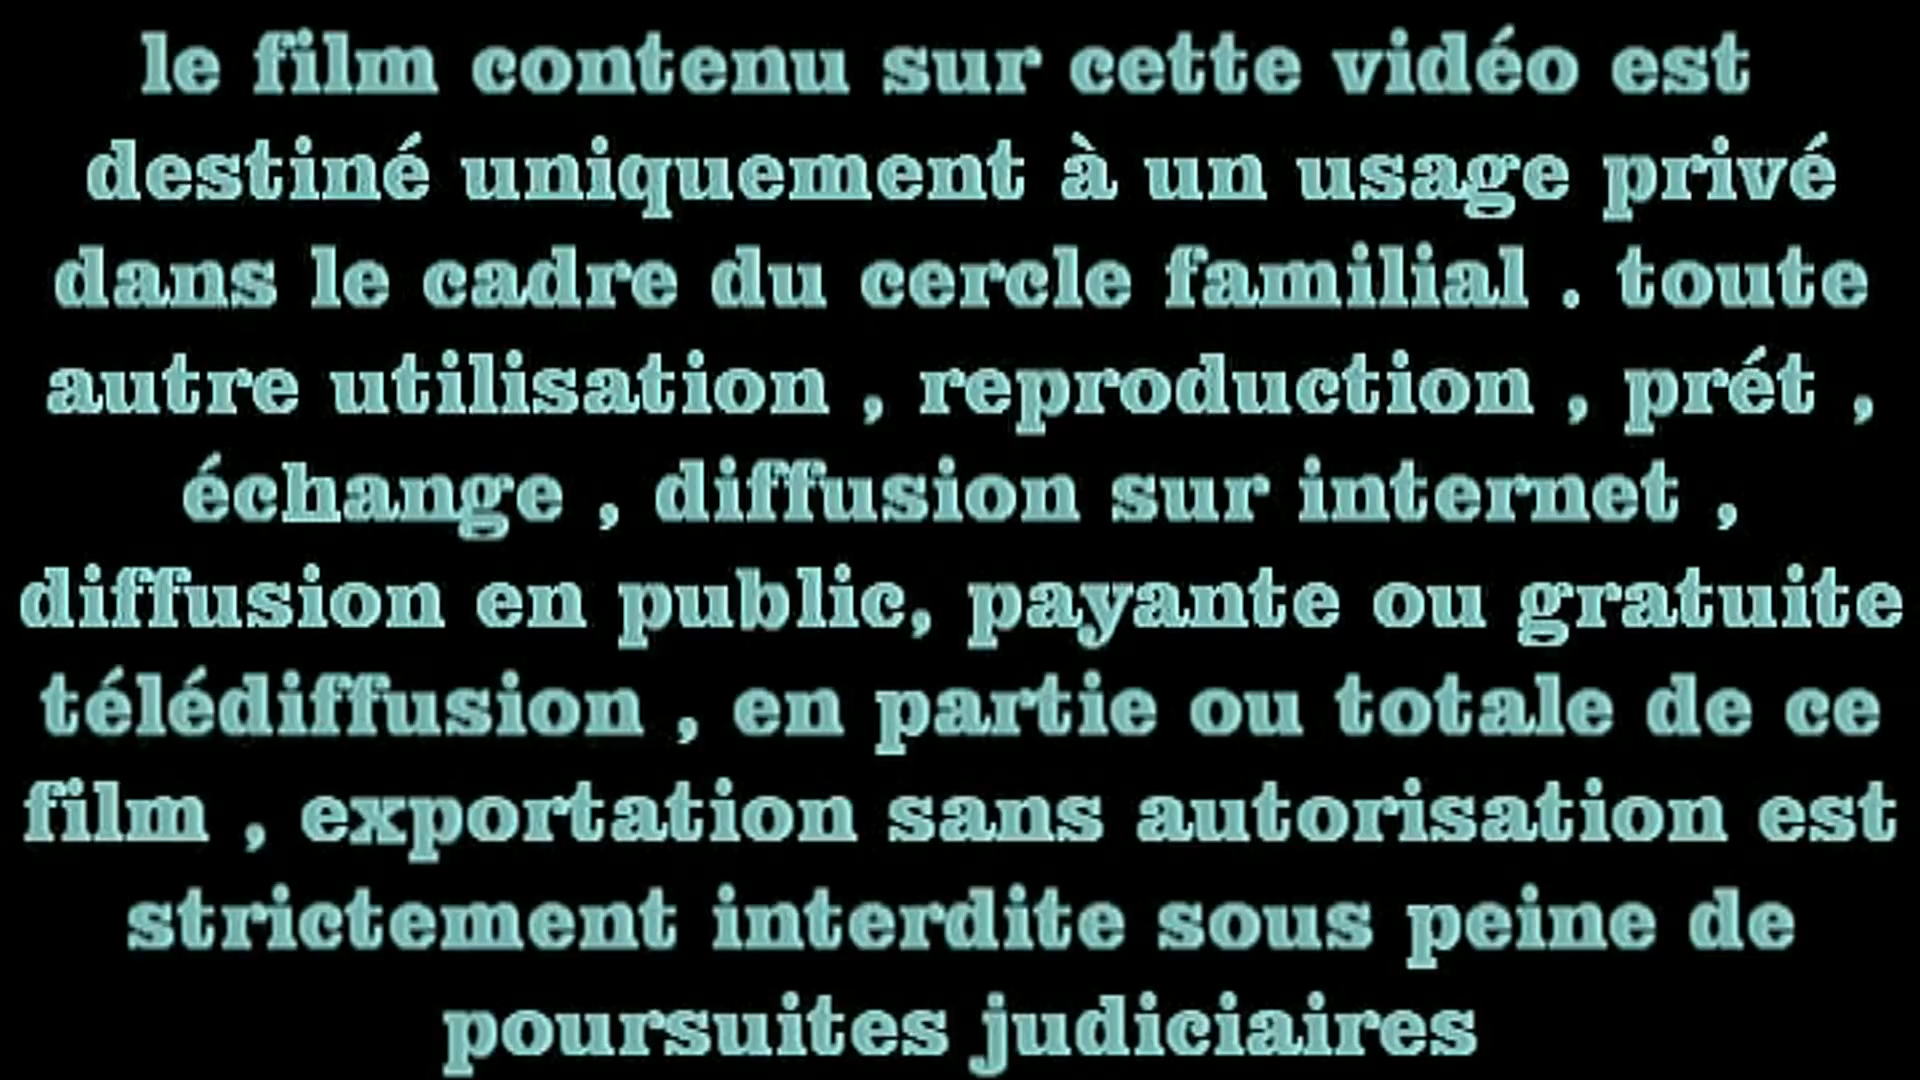 le film contenu sur cette vidéo est
destiné uniquement à un usage privé
dans le cadre du cercle familial . toute
autre utilisation , reproduction , prét ,
échange , diffusion sur internet ,
diffusion en public, payante ou gratuite
télédiffusion , en partie ou totale de ce
film , exportation sans autorisation est
strictement interdite sous peine de
poursuites judiciaires